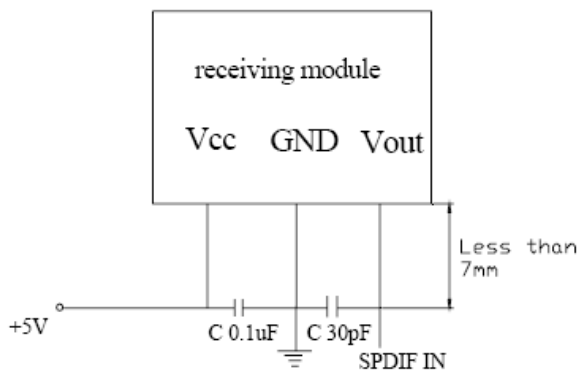 receiving module
Vcc GND Vout
Less than
7mm
+5V
C 0.1uF C 30pF
SPDIF IN